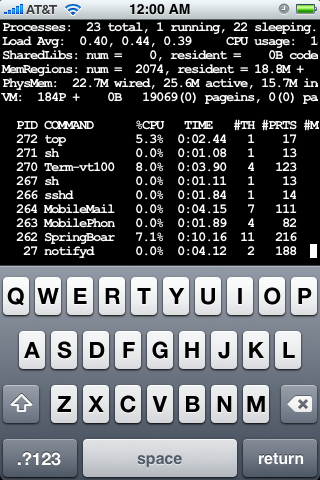 AT&T 12:00 AM
Processes: 23 total, 1 running, 22 sleeping.
Load Avg: 0.40, 0.44, 0.39 CPU usage: 1
SharedLibs: num = 0, resident = 0B code
MemRegions: num = 2074, resident = 18.8M +
PhysMem: 22.7M wired, 25.6M active, 15.7M in
VM: 184P + 0B 19069(0) pageins, 0(0) pa
PID COMMAND %CPU TIME #TH #PRTS #M
272 top 5.3% 0:02.44 1 17
271 sh 0.0% 0:01.08 1 13
270 Term-vt100 8.0% 0:03.90 4 123
267 sh 0.0% 0:01.11 1 13
266 sshd 0.0% 0:01.84 1 14
264 MobileMail 0.0% 0:04.15 7 111
263 MobilePhon 0.0% 0:01.89 4 82
262 SpringBoar 7.1% 0:10.16 11 216
27 notifyd 0.0% 0:04.12 2 188
Q W E R T Y U I O P
A S D F G H J K L
Z X C V B N M
.?123 space return